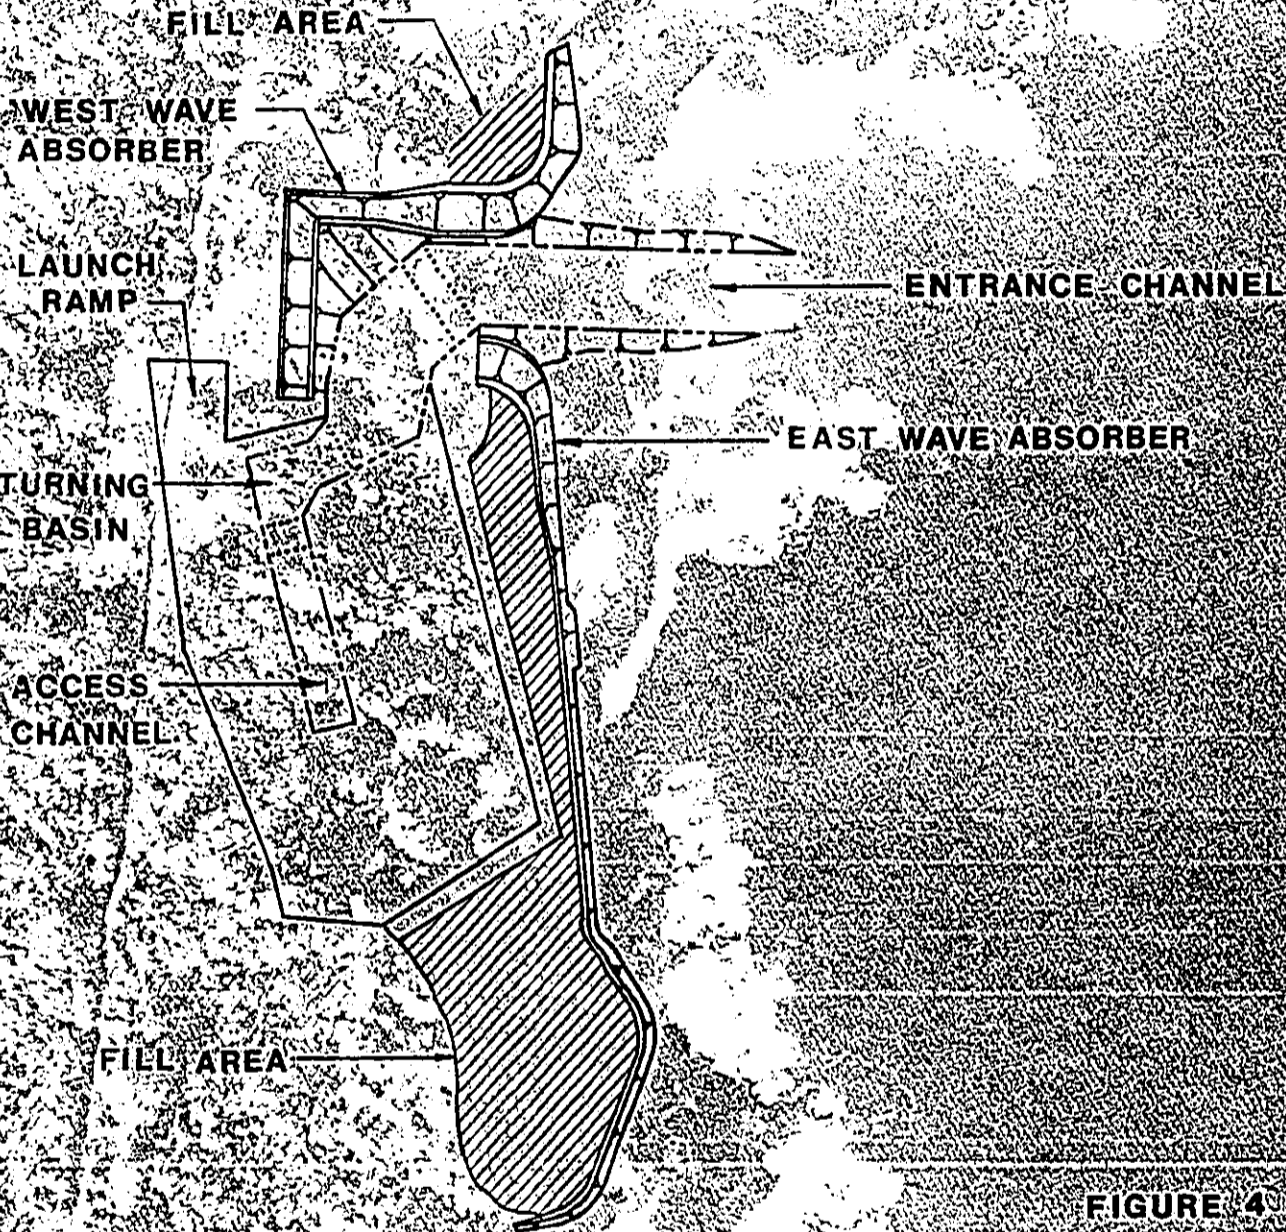 FILL AREA
WEST WAVE
ABSORBER
LAUNCH
RAMP
ENTRANCE CHANNEL
EAST WAVE ABSORBER
TURNING
BASIN
ACCESS
CHANNEL
FILL AREA
FIGURE 4